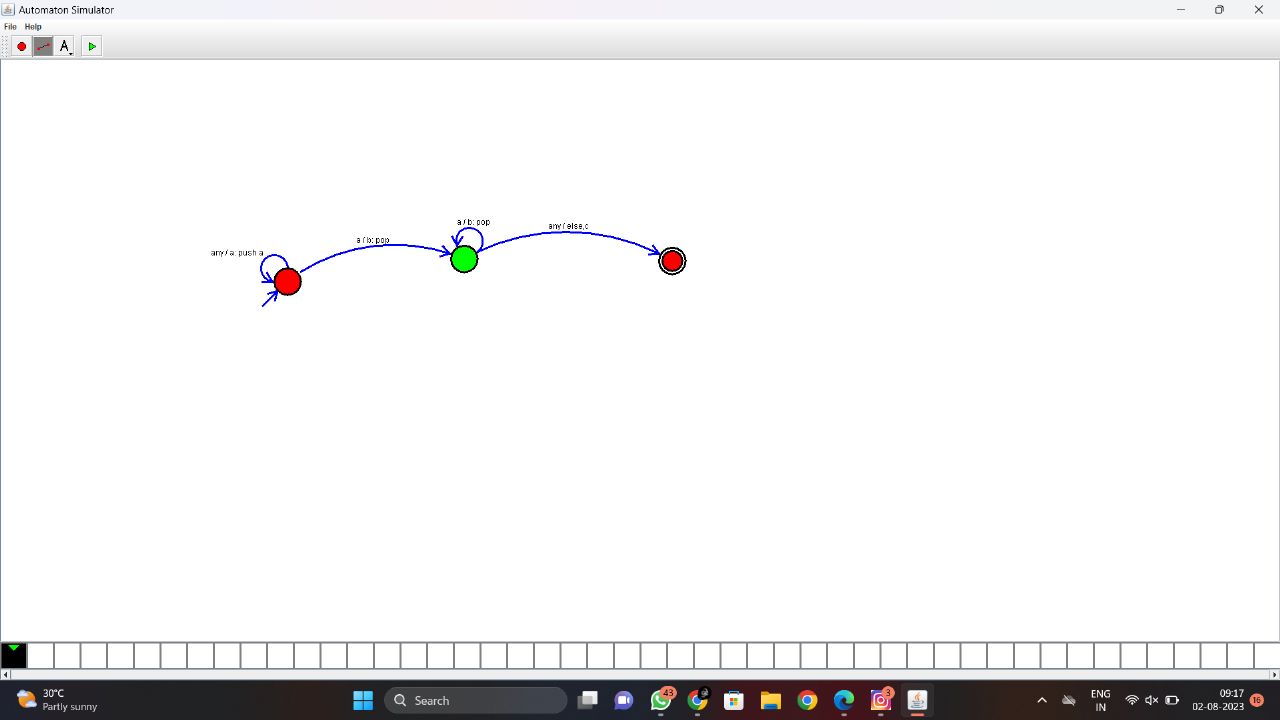 Automaton Simulator
File Help
A
a / b: pop
any / else,c
a / b: pop
any / a: push a
30°C
Partly sunny
Search
43
3
ENG
IN
09:17
02-08-2023
16